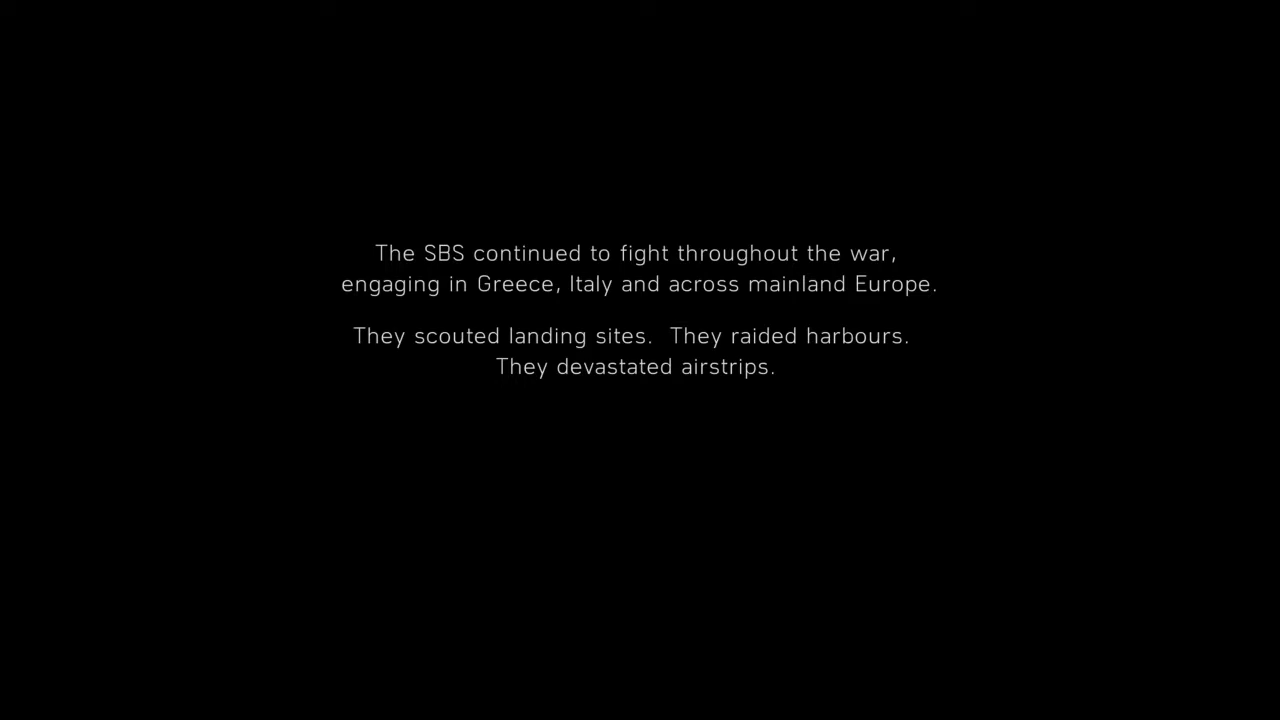 The SBS continued to fight throughout the war,
engaging in Greece, Italy and across mainland Europe.
They scouted landing sites.  They raided harbours.
They devastated airstrips.